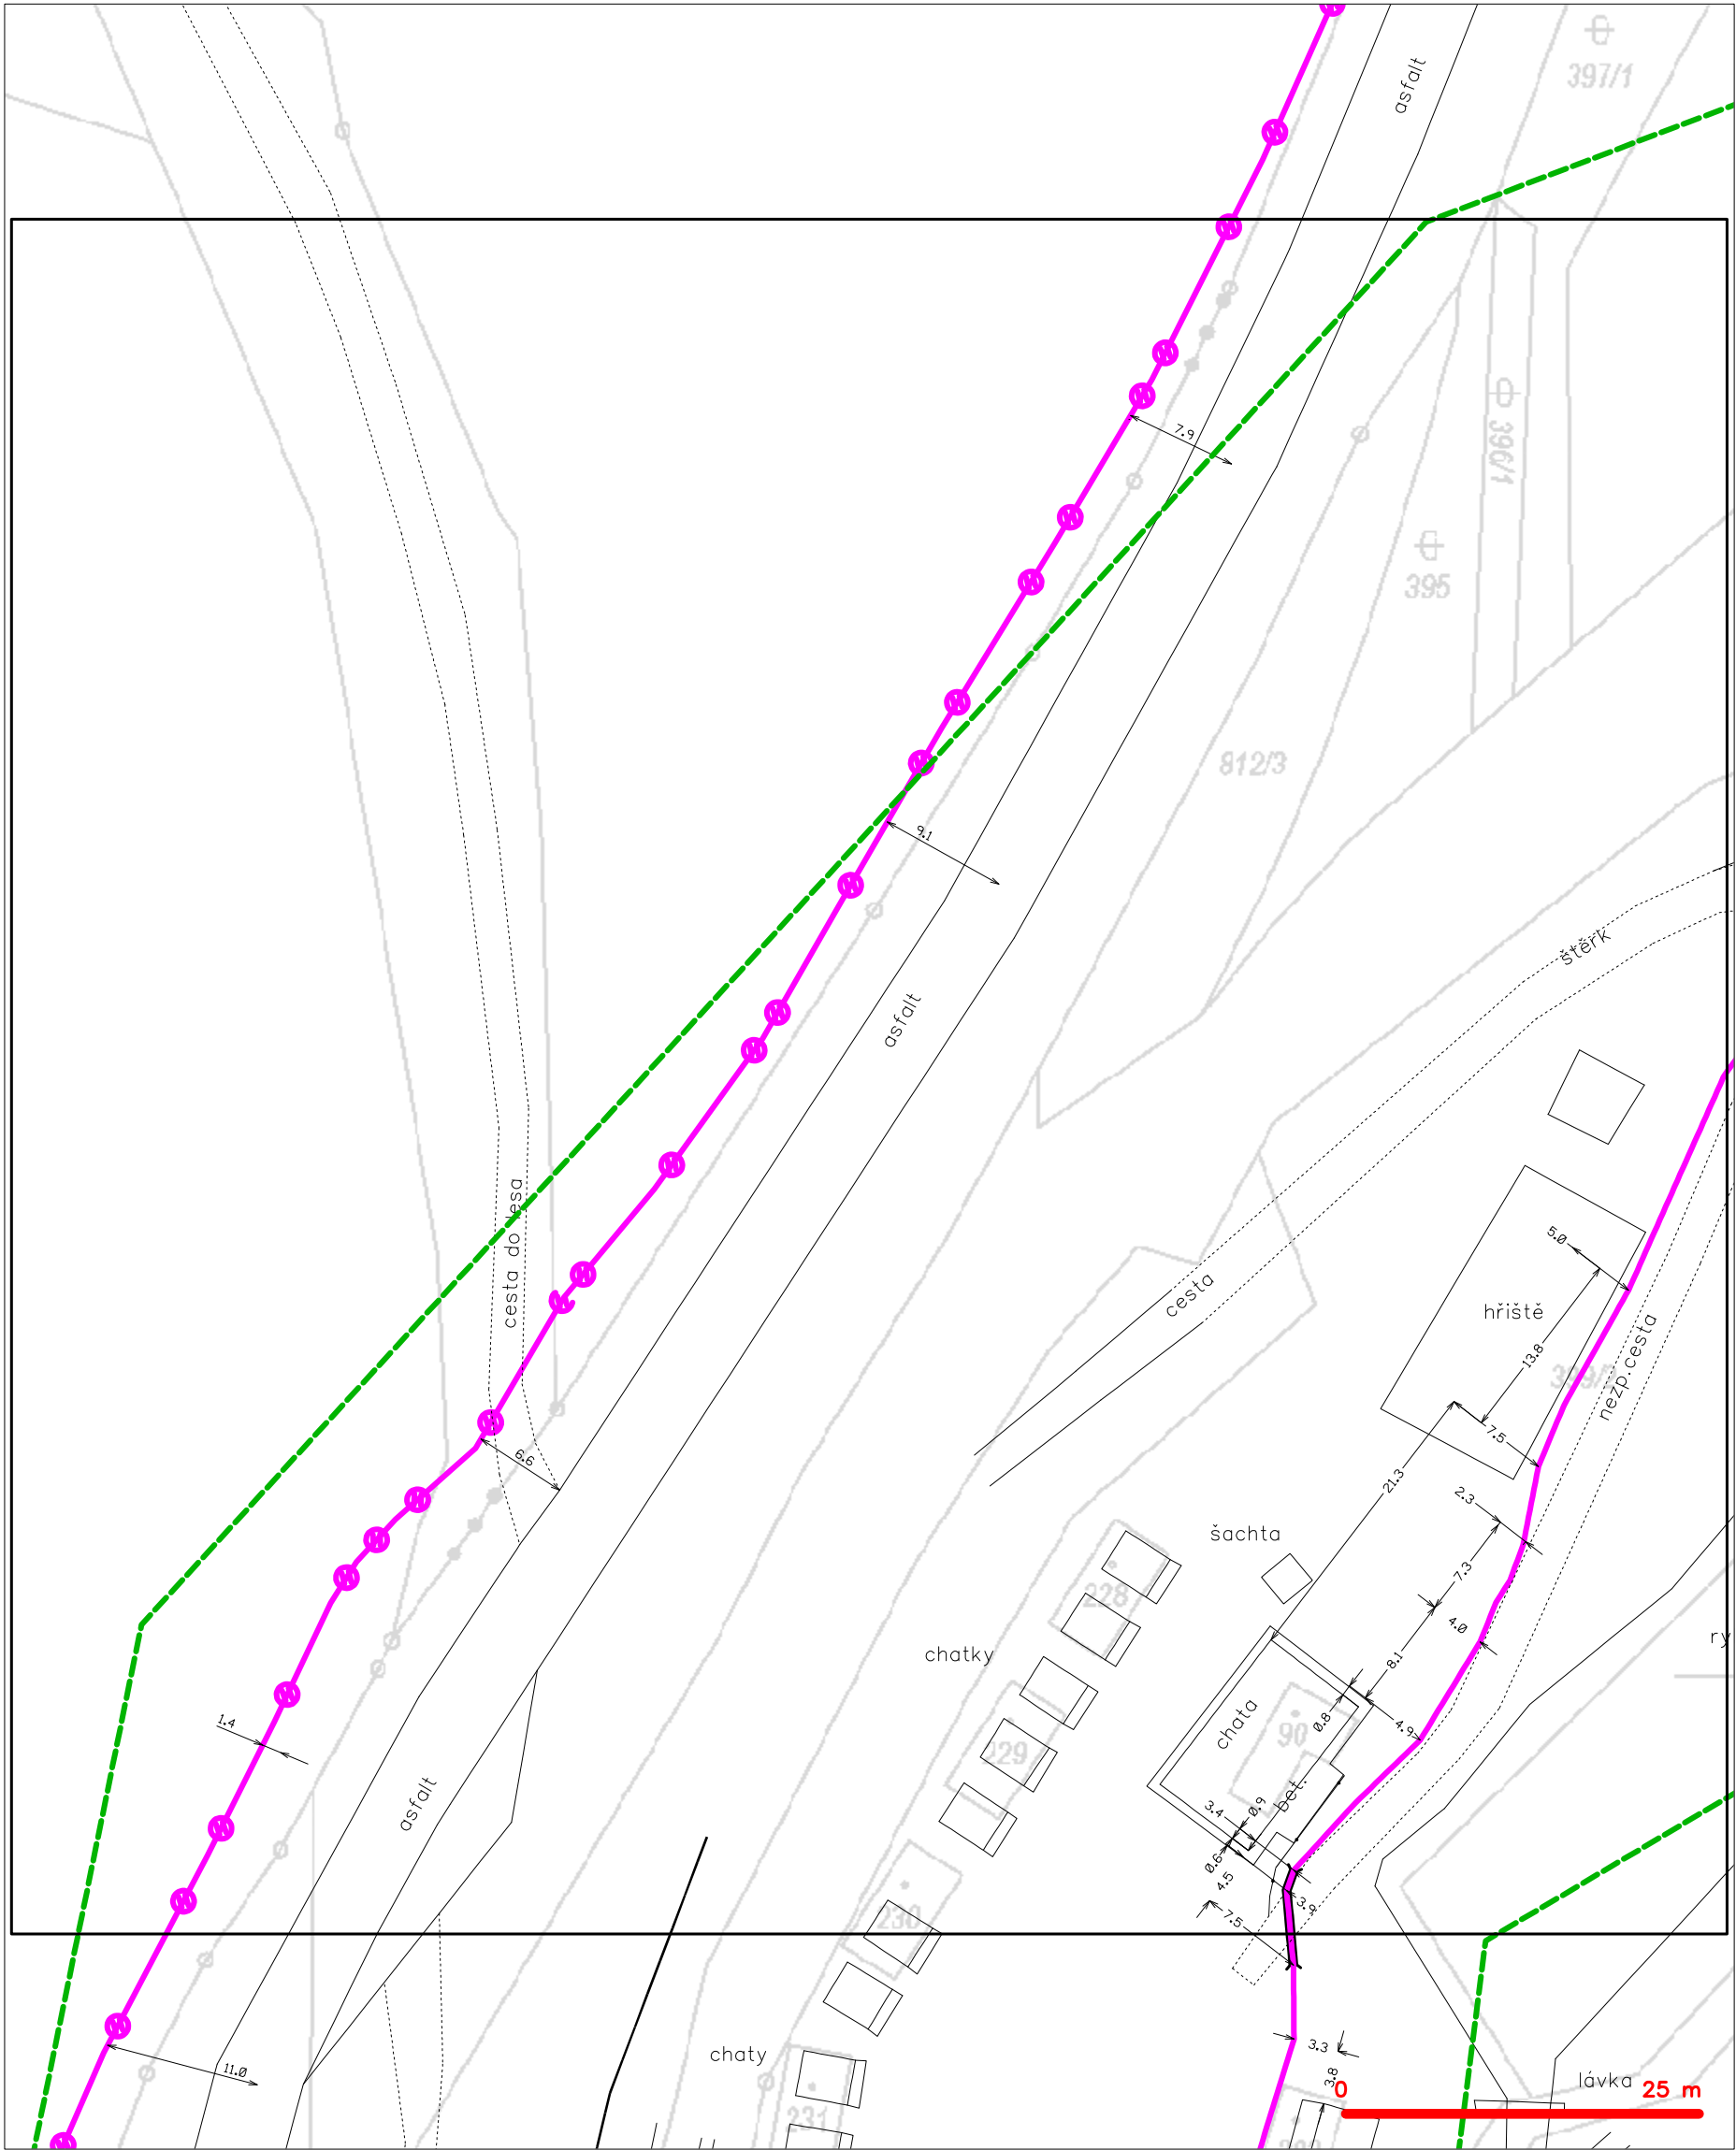 asfalt
397/1
396/1
7.9
395
812/3
9.1
štěrk
asfalt
cesta do lesa
5.0
cesta
hřiště
13.8
nezp.cesta
7.5
6.6
21.3
2.3
šachta
7.3
228
4.0
chatky
8.1
chata
0.8
4.9
90
1.4
229
bet.
asfalt
3.4
0.9
0.6
4.5
3.9
7.5
230
3.3
chaty
11.0
3.8
lávka
0
25 m
231